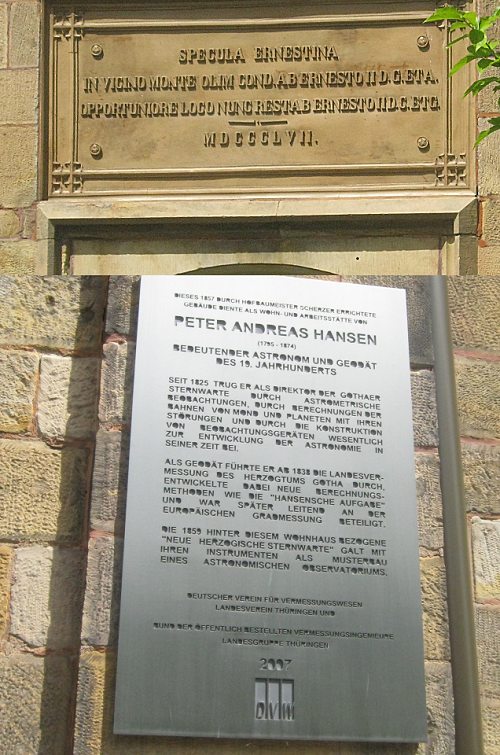 SPECULA ERNESTINA
IN VICINO MONTE OLIM COND. AB ERNESTO II D. G. ETA.
OPPORTUNIORE LOCO NUNC REST. AB ERNESTO II D. G. ETC.
MDCCCLVII.
DIESES 1857 DURCH HOFBAUMEISTER SCHERZER ERRICHTETE
GEBÄUDE DIENTE ALS WOHN- UND ARBEITSSTÄTTE VON
PETER ANDREAS HANSEN
(1795 - 1874)
BEDEUTENDER ASTRONOM UND GEODÄT
DES 19. JAHRHUNDERTS
SEIT 1825 TRUG ER ALS DIREKTOR DER GOTHAER
STERNWARTE DURCH ASTROMETRISCHE
BEOBACHTUNGEN, DURCH BERECHNUNGEN DER
BAHNEN VON MOND UND PLANETEN MIT IHREN
STÖRUNGEN UND DURCH DIE KONSTRUKTION
VON BEOBACHTUNGSGERÄTEN WESENTLICH
ZUR ENTWICKLUNG DER ASTRONOMIE IN
SEINER ZEIT BEI.
ALS GEODÄT FÜHRTE ER AB 1838 DIE LANDESVER-
MESSUNG DES HERZOGTUMS GOTHA DURCH,
ENTWICKELTE DABEI NEUE BERECHNUNGS-
METHODEN WIE DIE "HANSENSCHE AUFGABE"
UND WAR SPÄTER LEITEND AN DER
EUROPÄISCHEN GRADMESSUNG BETEILIGT.
DIE 1859 HINTER DIESEM WOHNHAUS BEZOGENE
"NEUE HERZOGLICHE STERNWARTE" GALT MIT
IHREN INSTRUMENTEN ALS MUSTERBAU
EINES ASTRONOMISCHEN OBSERVATORIUMS.
DEUTSCHER VEREIN FÜR VERMESSUNGSWESEN
LANDESVEREIN THÜRINGEN UND
BUND DER ÖFFENTLICH BESTELLTEN VERMESSUNGSINGENIEURE
LANDESGRUPPE THÜRINGEN
2007
DVW